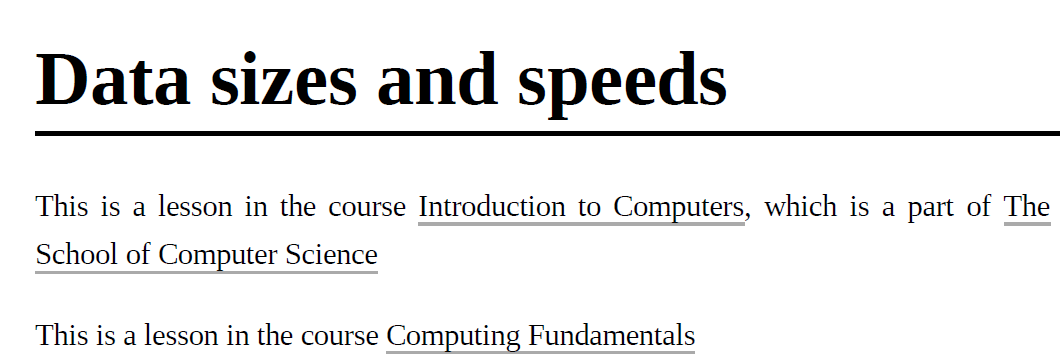 Data sizes and speeds
This is a lesson in the course Introduction to Computers, which is a part of The
School of Computer Science
This is a lesson in the course Computing Fundamentals